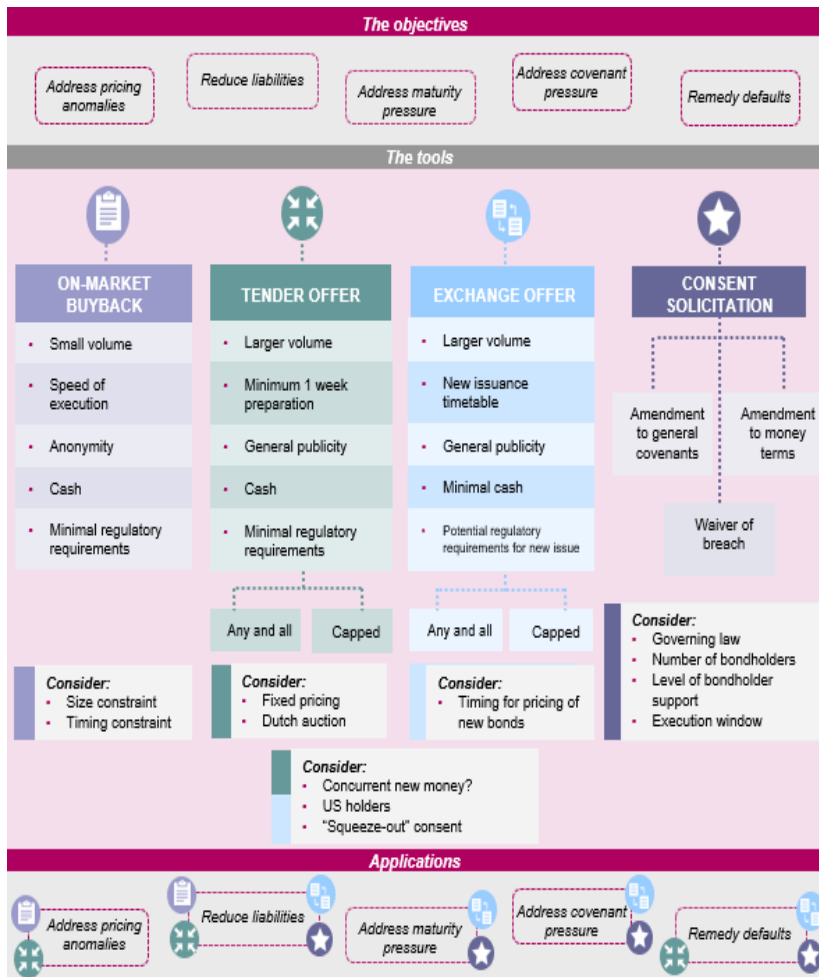 The objectives
Address pricing
anomalies
Reduce liabilities
Address maturity
pressure
Address covenant
pressure
Remedy defaults
The tools
ON-MARKET
BUYBACK
▪ Small volume
▪ Speed of
execution
▪ Anonymity
▪ Cash
▪ Minimal regulatory
requirements
Consider:
▪ Size constraint
▪ Timing constraint
TENDER OFFER
▪ Larger volume
▪ Minimum 1 week
preparation
▪ General publicity
▪ Cash
▪ Minimal regulatory
requirements
Any and all
Capped
Consider:
▪ Fixed pricing
▪ Dutch auction
EXCHANGE OFFER
▪ Larger volume
▪ New issuance
timetable
▪ General publicity
▪ Minimal cash
▪ Potential regulatory
requirements for new issue
Any and all
Capped
Consider:
▪ Timing for pricing of
new bonds
Consider:
▪ Concurrent new money?
▪ US holders
▪ "Squeeze-out" consent
CONSENT
SOLICITATION
Amendment
to general
covenants
Amendment
to money
terms
Waiver of
breach
Consider:
▪ Governing law
▪ Number of bondholders
▪ Level of bondholder
support
▪ Execution window
Applications
Address pricing
anomalies
Reduce liabilities
Address maturity
pressure
Address covenant
pressure
Remedy defaults